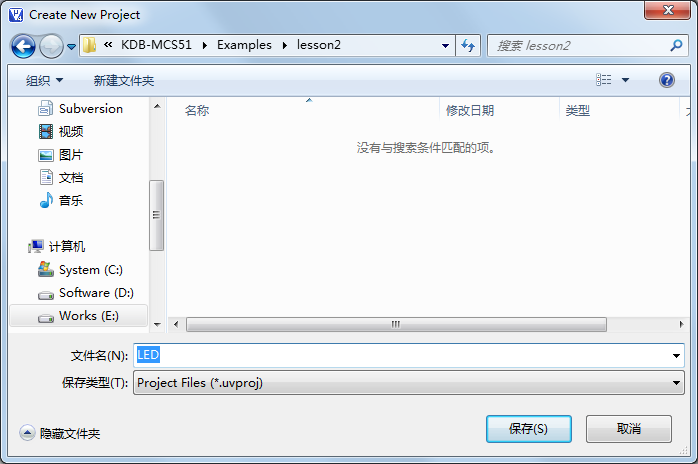 Create New Project
« KDB-MCS51 Examples lesson2
搜索 lesson2
组织 新建文件夹
名称 修改日期 类型
没有与搜索条件匹配的项。
Subversion
视频
图片
文档
音乐
计算机
System (C:)
Software (D:)
Works (E:)
文件名(N): LED
保存类型(T): Project Files (*.uvproj)
隐藏文件夹
保存(S) 取消